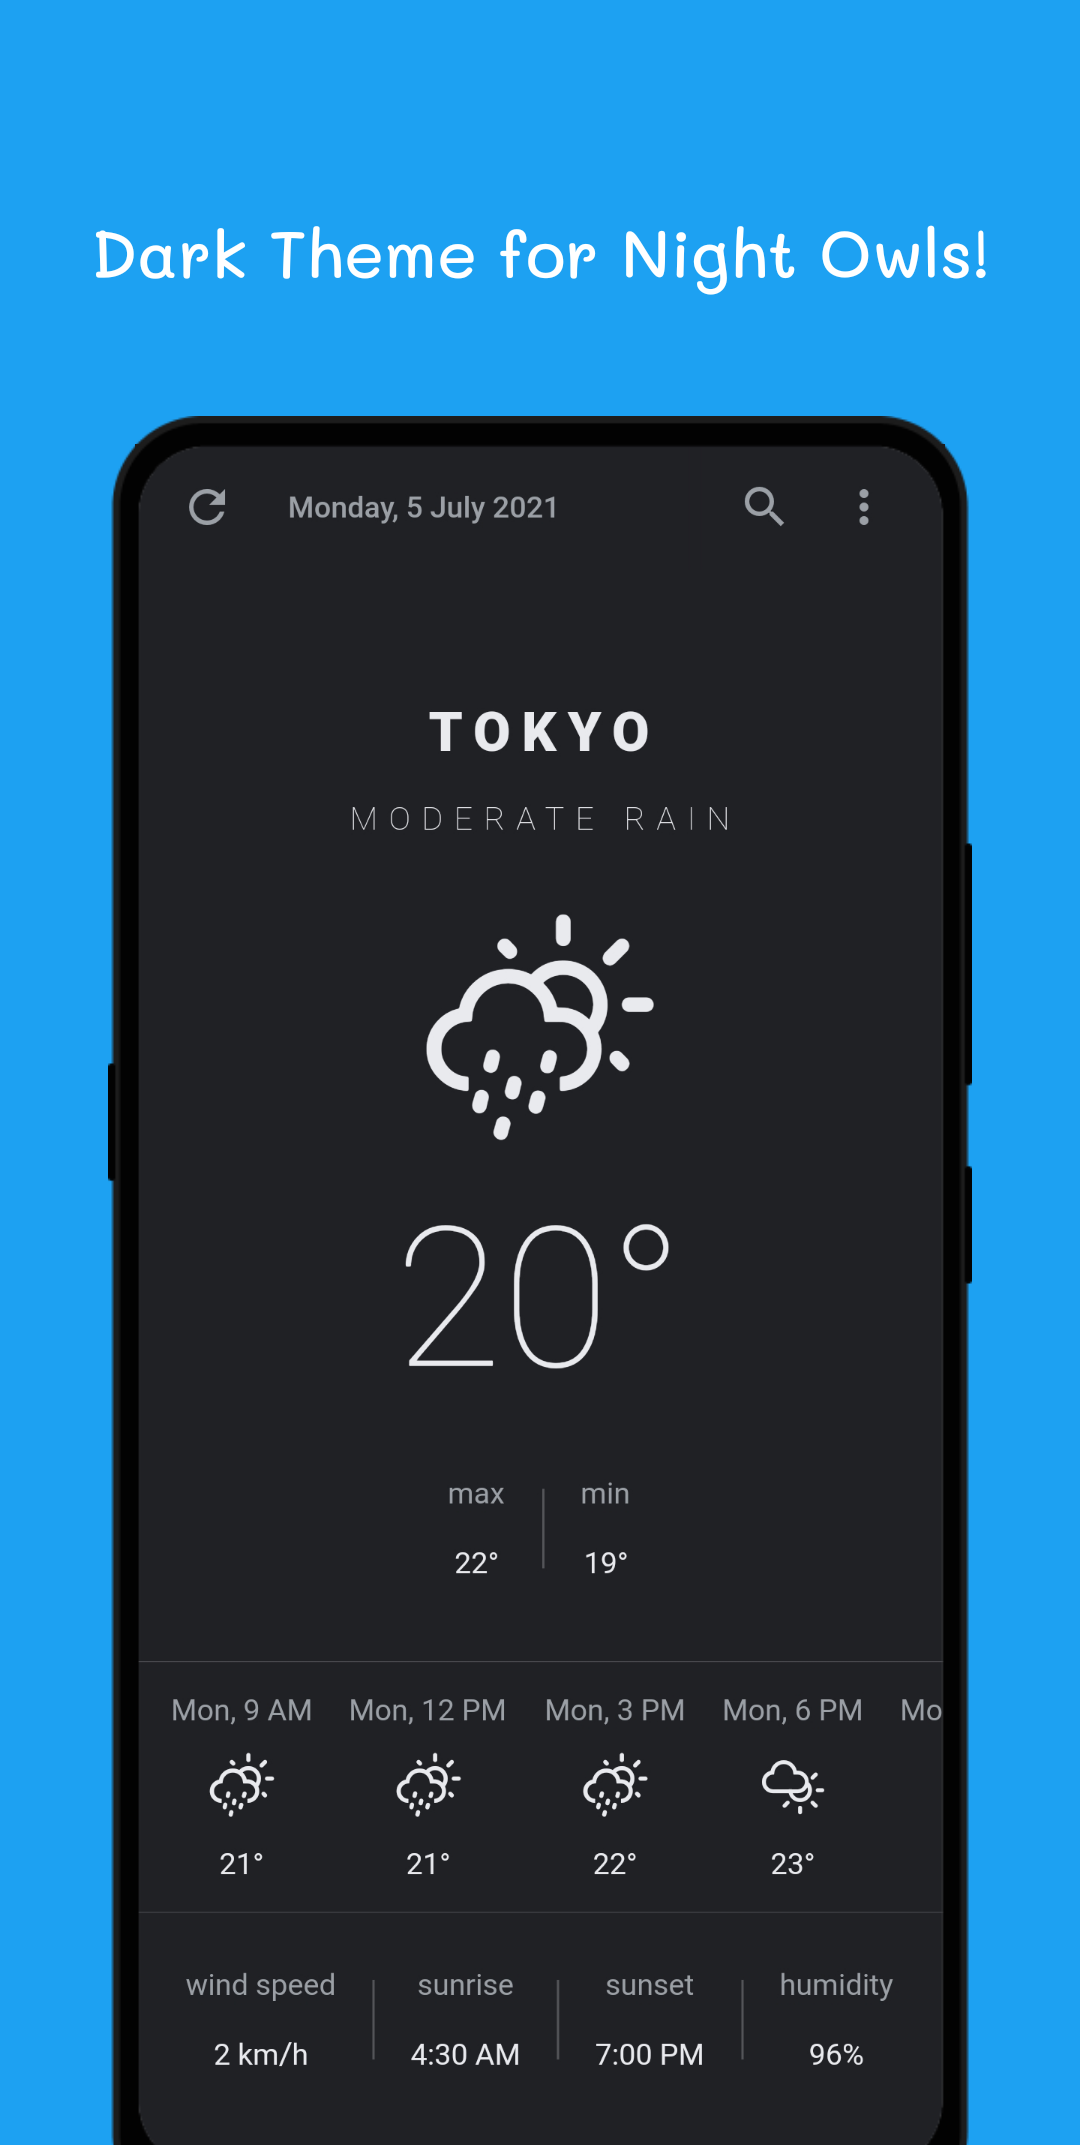 Dark Theme for Night Owls!
Monday, 5 July 2021
TOKYO
MODERATE RAIN
20°
max min
22° 19°
Mon, 9 AM Mon, 12 PM Mon, 3 PM Mon, 6 PM Mo
21° 21° 22° 23°
wind speed sunrise sunset humidity
2 km/h 4:30 AM 7:00 PM 96%